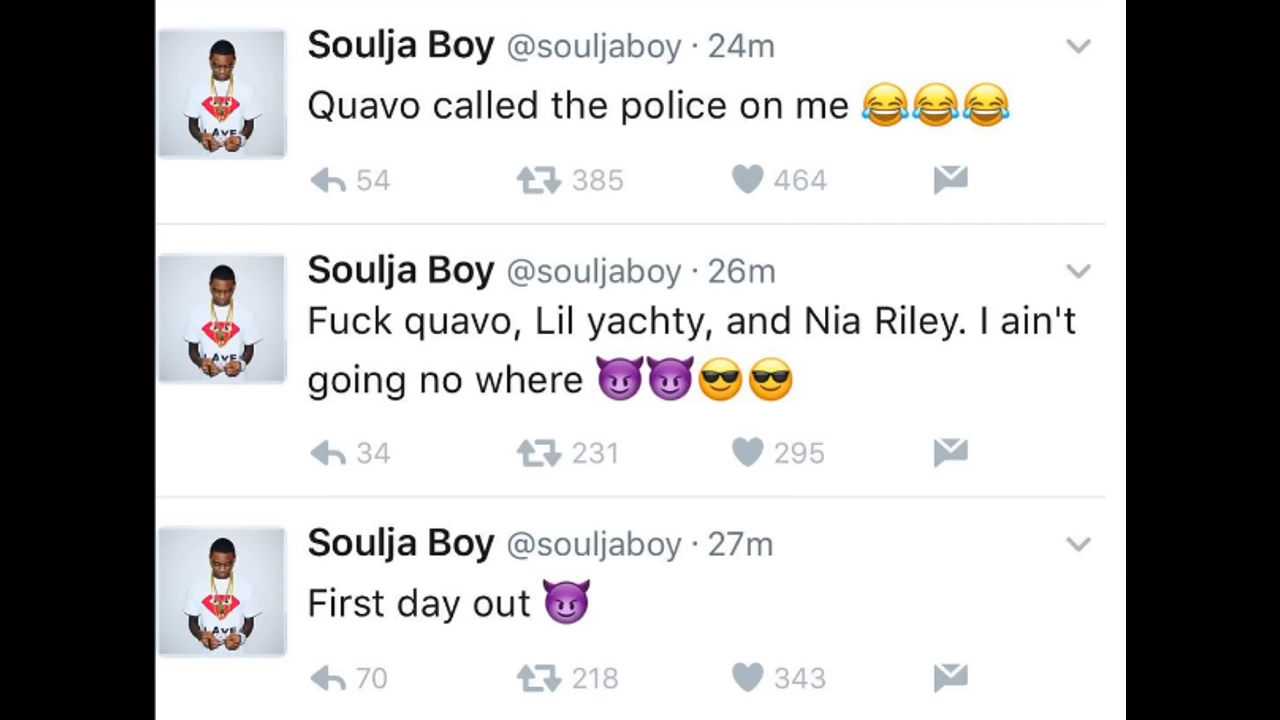 Soulja Boy @souljaboy · 24m
Quavo called the police on me 😂😂😂
54 385 464
Soulja Boy @souljaboy · 26m
Fuck quavo, Lil yachty, and Nia Riley. I ain't
going no where 😈😈😎😎
34 231 295
Soulja Boy @souljaboy · 27m
First day out 😈
70 218 343